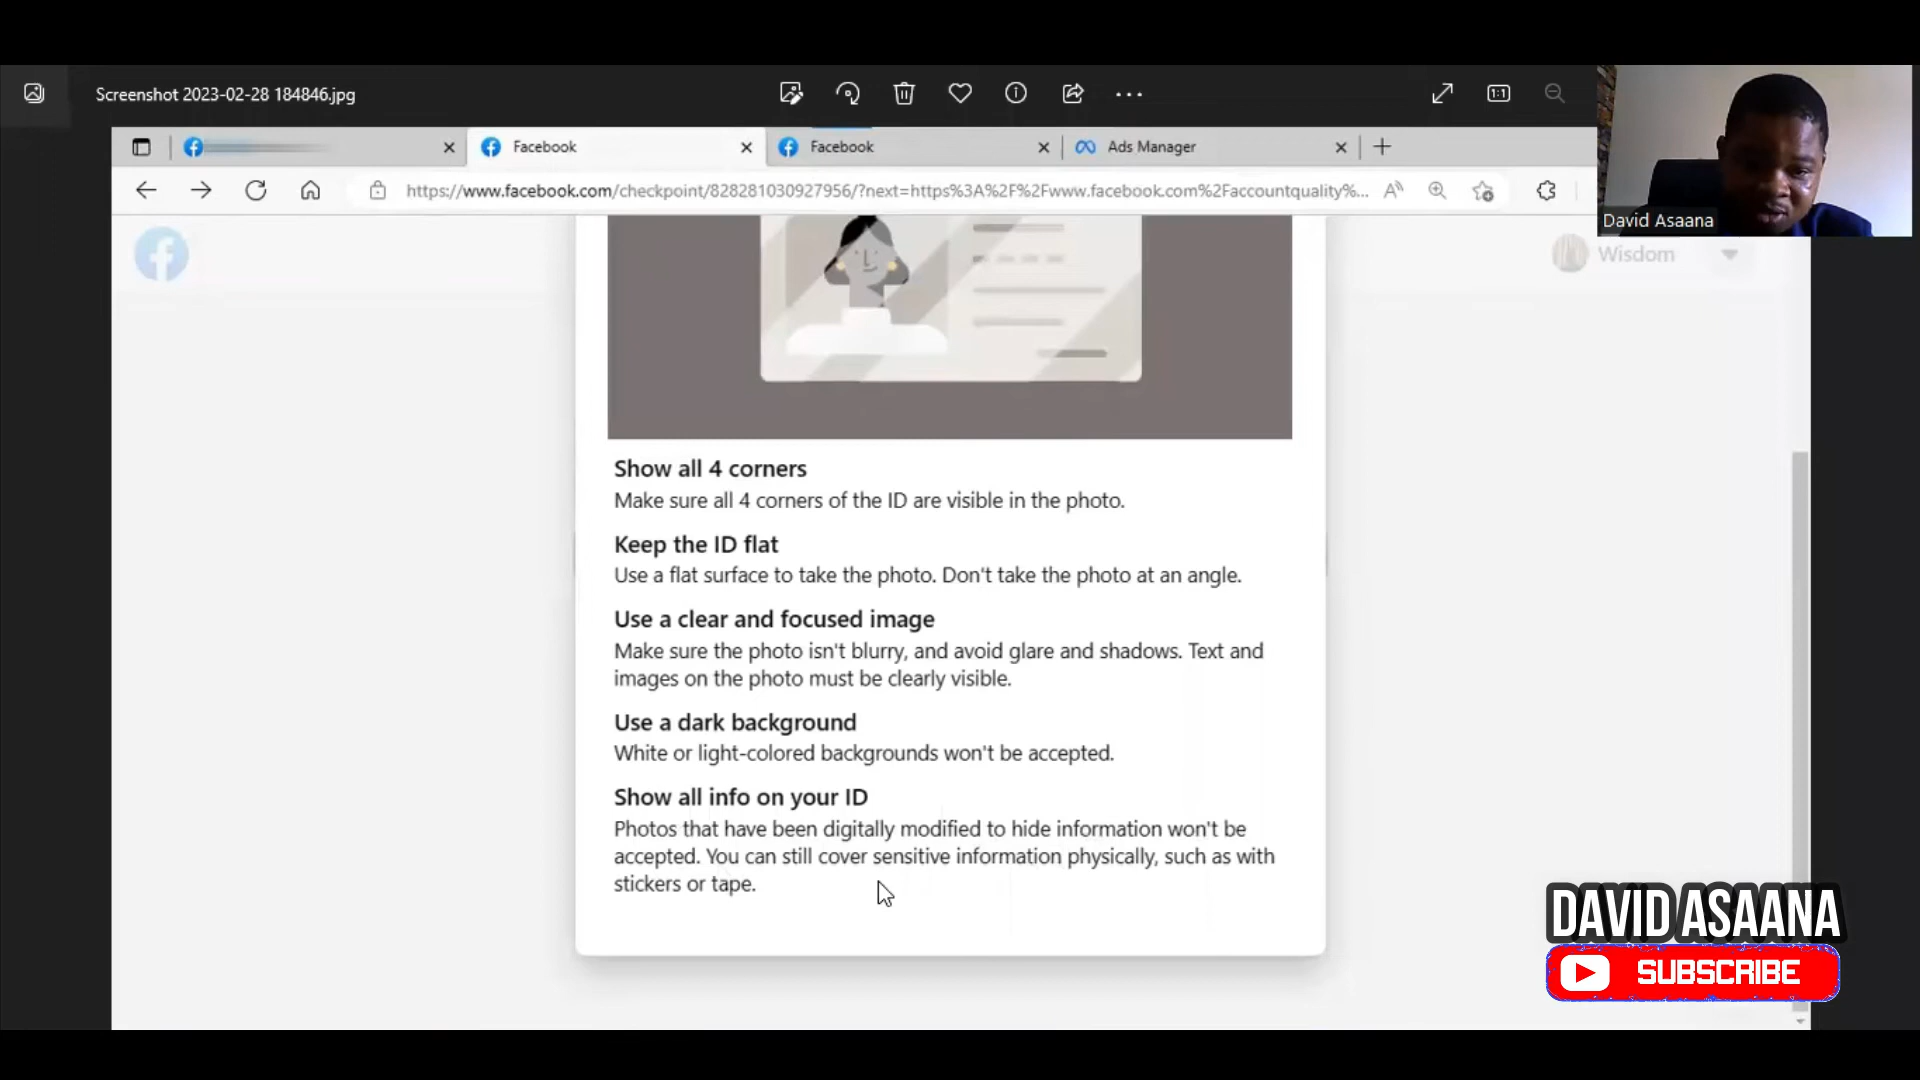 Screenshot 2023-02-28 184846.jpg
1:1
Facebook
Facebook
Ads Manager
https://www.facebook.com/checkpoint/828281030927956/?next=https%3A%2F%2Fwww.facebook.com%2Faccountquality%...
David Asaana
Wisdom
Show all 4 corners
Make sure all 4 corners of the ID are visible in the photo.
Keep the ID flat
Use a flat surface to take the photo. Don't take the photo at an angle.
Use a clear and focused image
Make sure the photo isn't blurry, and avoid glare and shadows. Text and
images on the photo must be clearly visible.
Use a dark background
White or light-colored backgrounds won't be accepted.
Show all info on your ID
Photos that have been digitally modified to hide information won't be
accepted. You can still cover sensitive information physically, such as with
stickers or tape.
DAVID ASAANA
SUBSCRIBE